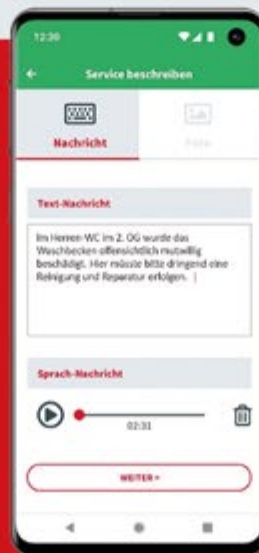 12:30
Service beschreiben
Nachricht
Text-Nachricht
Im Herren-WC im 2. OG wurde das
Waschbecken offensichtlich mutwillig
beschädigt. Hier müsste bitte dringend eine
Reinigung und Reparatur erfolgen.
Sprach-Nachricht
02:31
WEITER »